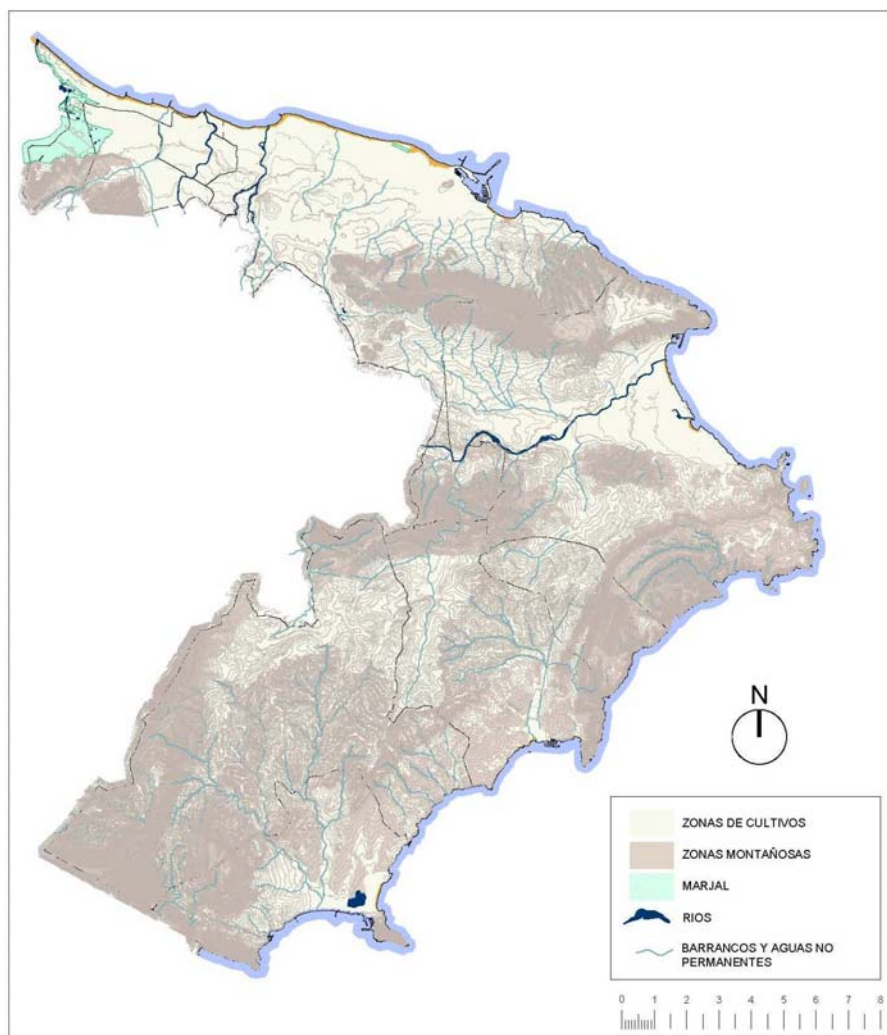 N
ZONAS DE CULTIVOS
ZONAS MONTAÑOSAS
MARJAL
RIOS
BARRANCOS Y AGUAS NO
PERMANENTES
0 1 2 3 4 5 6 7 8